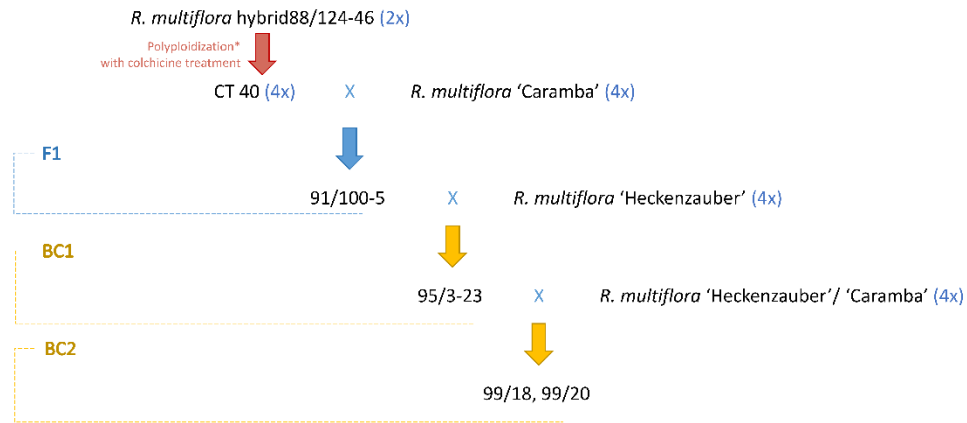 R. multiflora hybrid88/124-46 (2x)
Polyploidization*
with colchicine treatment
CT 40 (4x) X R. multiflora ‘Caramba’ (4x)
F1
91/100-5 X R. multiflora ‘Heckenzauber’ (4x)
BC1
95/3-23 X R. multiflora ‘Heckenzauber’/ ‘Caramba’ (4x)
BC2
99/18, 99/20